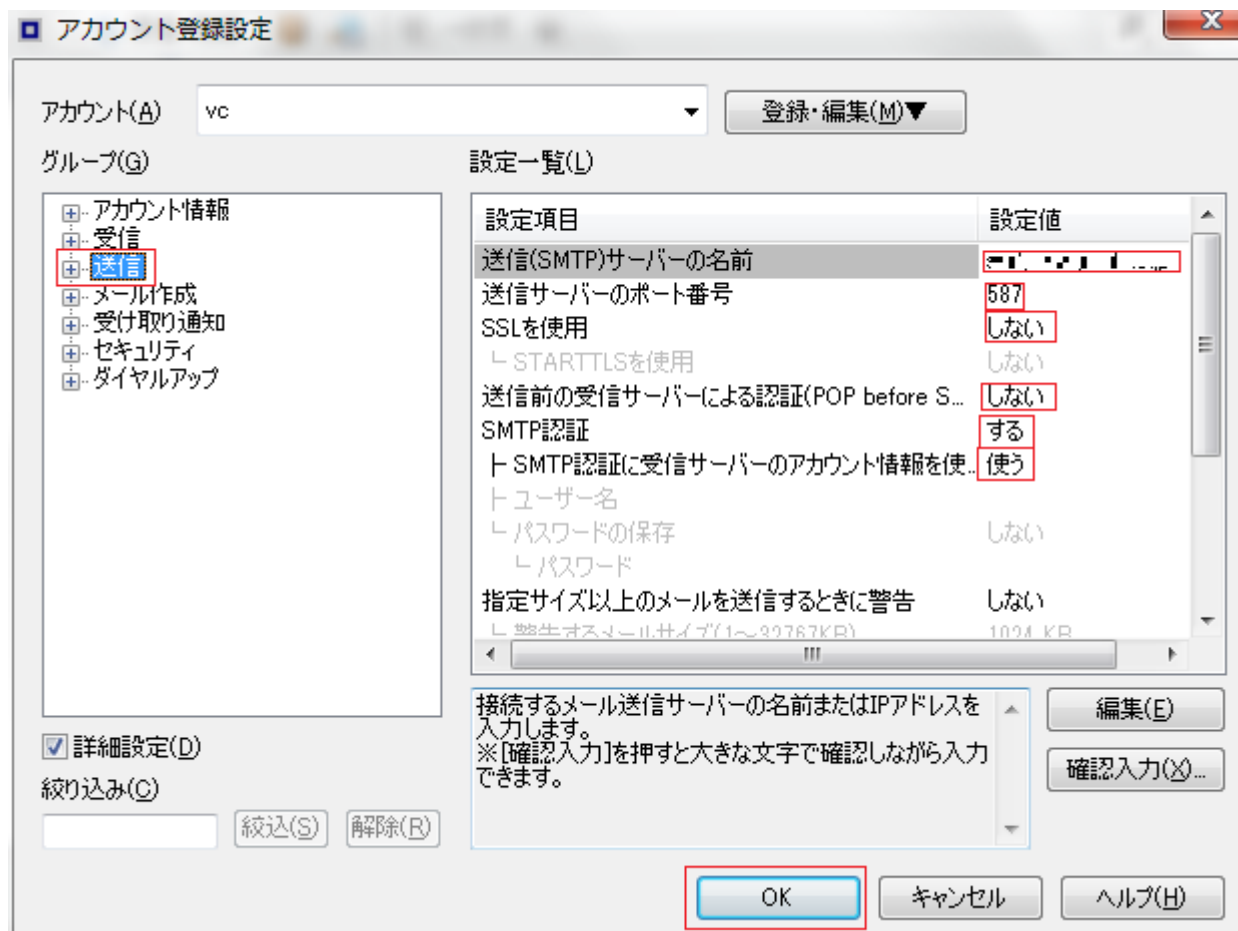 アカウント登録設定
アカウント(A) vc 登録・編集(M)▼
グループ(G)
アカウント情報
受信
送信
メール作成
受け取り通知
セキュリティ
ダイヤルアップ
詳細設定(D)
絞り込み(C)
絞込(S) 解除(R)
設定一覧(L)
設定項目 設定値
送信(SMTP)サーバーの名前
送信サーバーのポート番号 587
SSLを使用 しない
STARTTLSを使用 しない
送信前の受信サーバーによる認証(POP before S... しない
SMTP認証 する
SMTP認証に受信サーバーのアカウント情報を使... 使う
ユーザー名
パスワードの保存 しない
パスワード
指定サイズ以上のメールを送信するときに警告 しない
警告するメールサイズ(1～32767KB) 1024 KB
接続するメール送信サーバーの名前またはIPアドレスを
入力します。
※[確認入力]を押すと大きな文字で確認しながら入力
できます。
編集(E)
確認入力(X)...
OK キャンセル ヘルプ(H)